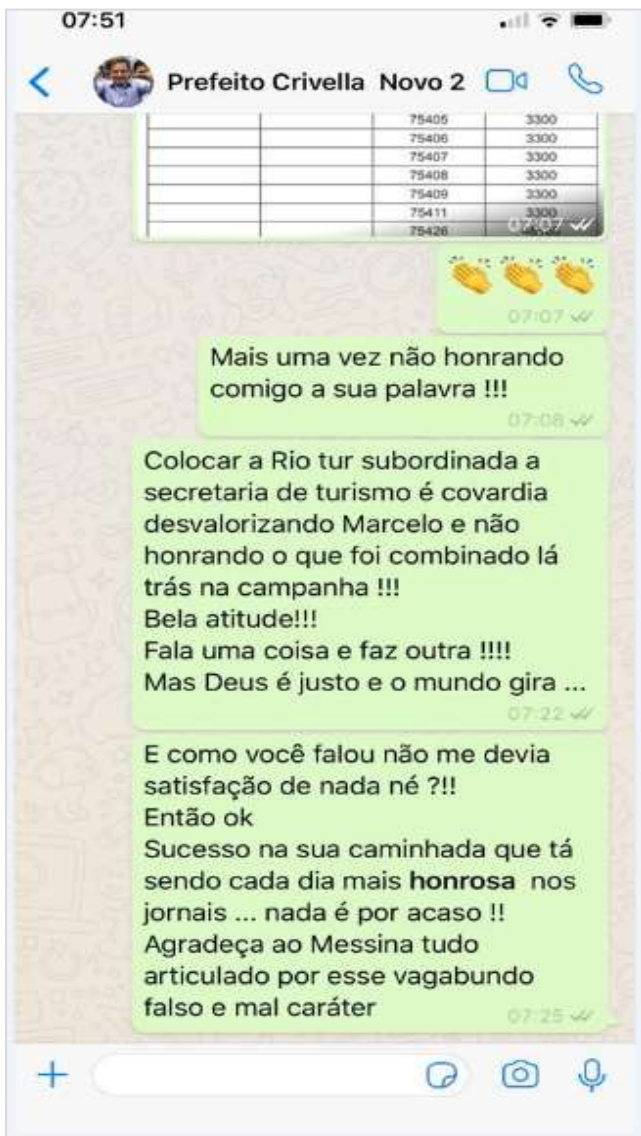 07:51
Prefeito Crivella Novo 2
75405 3300
75406 3300
75407 3300
75408 3300
75409 3300
75411 3300
75426
07:07
07:07
Mais uma vez não honrando
comigo a sua palavra !!!
07:08
Colocar a Rio tur subordinada a
secretaria de turismo é covardia
desvalorizando Marcelo e não
honrando o que foi combinado lá
trás na campanha !!!
Bela atitude!!!
Fala uma coisa e faz outra !!!!
Mas Deus é justo e o mundo gira ...
07:22
E como você falou não me devia
satisfação de nada né ?!!
Então ok
Sucesso na sua caminhada que tá
sendo cada dia mais honrosa nos
jornais ... nada é por acaso !!
Agradeça ao Messina tudo
articulado por esse vagabundo
falso e mal caráter
07:25